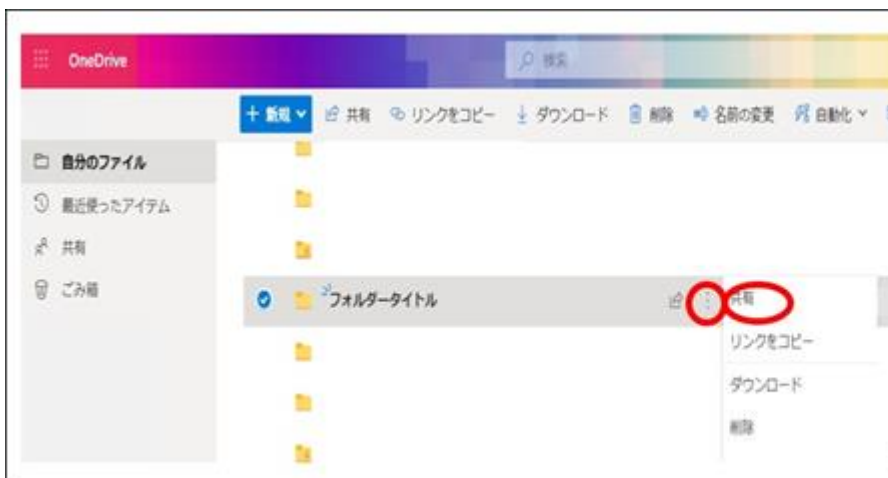 OneDrive
検索
+ 新規
共有
リンクをコピー
ダウンロード
削除
名前の変更
自動化
自分のファイル
最近使ったアイテム
共有
ごみ箱
フォルダータイトル
共有
リンクをコピー
ダウンロード
削除